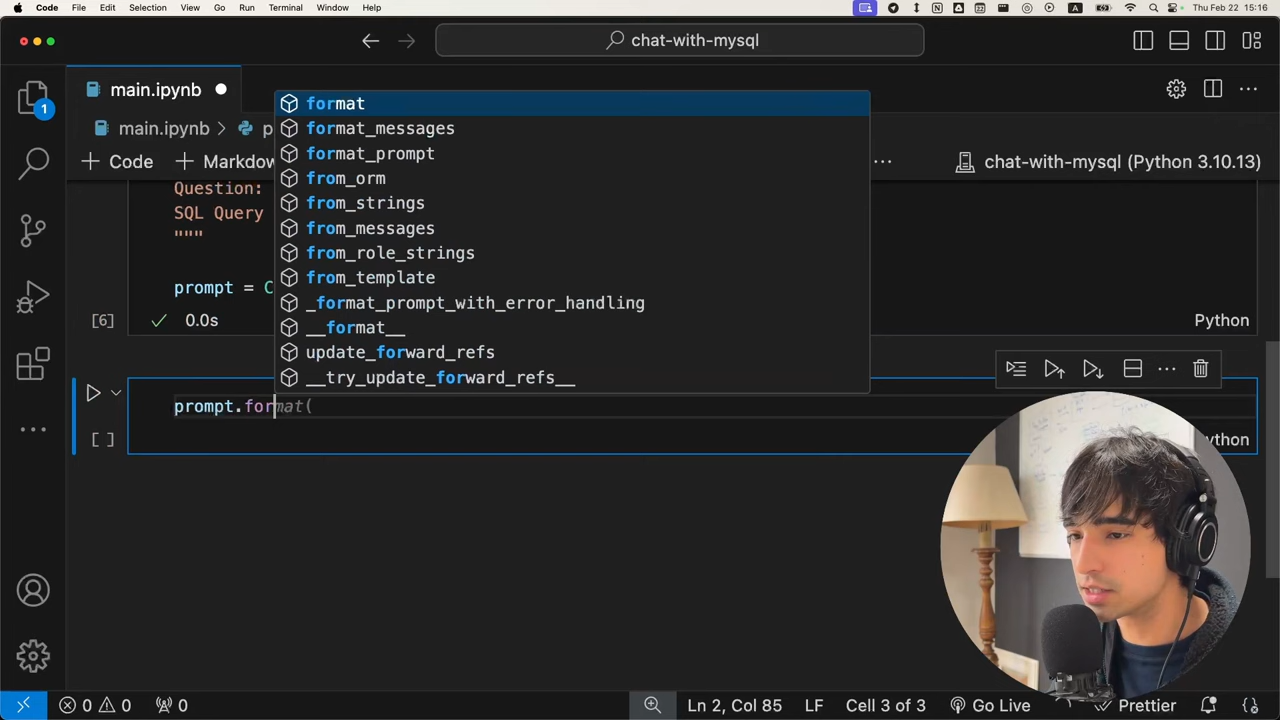 Code File Edit Selection View Go Run Terminal Window Help Thu Feb 22 15:16
chat-with-mysql
main.ipynb
main.ipynb > p
+ Code + Markdow ... chat-with-mysql (Python 3.10.13)
1
Question:
SQL Query
"""
prompt = C
[6] 0.0s Python
format
format_messages
format_prompt
from_orm
from_strings
from_messages
from_role_strings
from_template
_format_prompt_with_error_handling
__format__
update_forward_refs
__try_update_forward_refs__
prompt.format(
[ ] ython
0 0 0 Ln 2, Col 85 LF Cell 3 of 3 Go Live Prettier